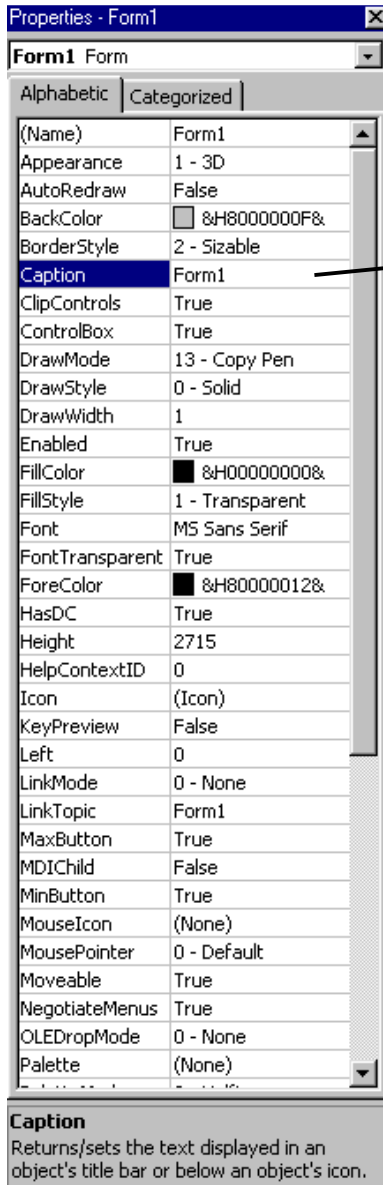 Properties - Form1
Form1 Form
Alphabetic Categorized
(Name) Form1
Appearance 1 - 3D
AutoRedraw False
BackColor &H8000000F&
BorderStyle 2 - Sizable
Caption Form1
ClipControls True
ControlBox True
DrawMode 13 - Copy Pen
DrawStyle 0 - Solid
DrawWidth 1
Enabled True
FillColor &H00000000&
FillStyle 1 - Transparent
Font MS Sans Serif
FontTransparent True
ForeColor &H80000012&
HasDC True
Height 2715
HelpContextID 0
Icon (Icon)
KeyPreview False
Left 0
LinkMode 0 - None
LinkTopic Form1
MaxButton True
MDIChild False
MinButton True
MouseIcon (None)
MousePointer 0 - Default
Moveable True
NegotiateMenus True
OLEDropMode 0 - None
Palette (None)
Caption
Returns/sets the text displayed in an
object's title bar or below an object's icon.